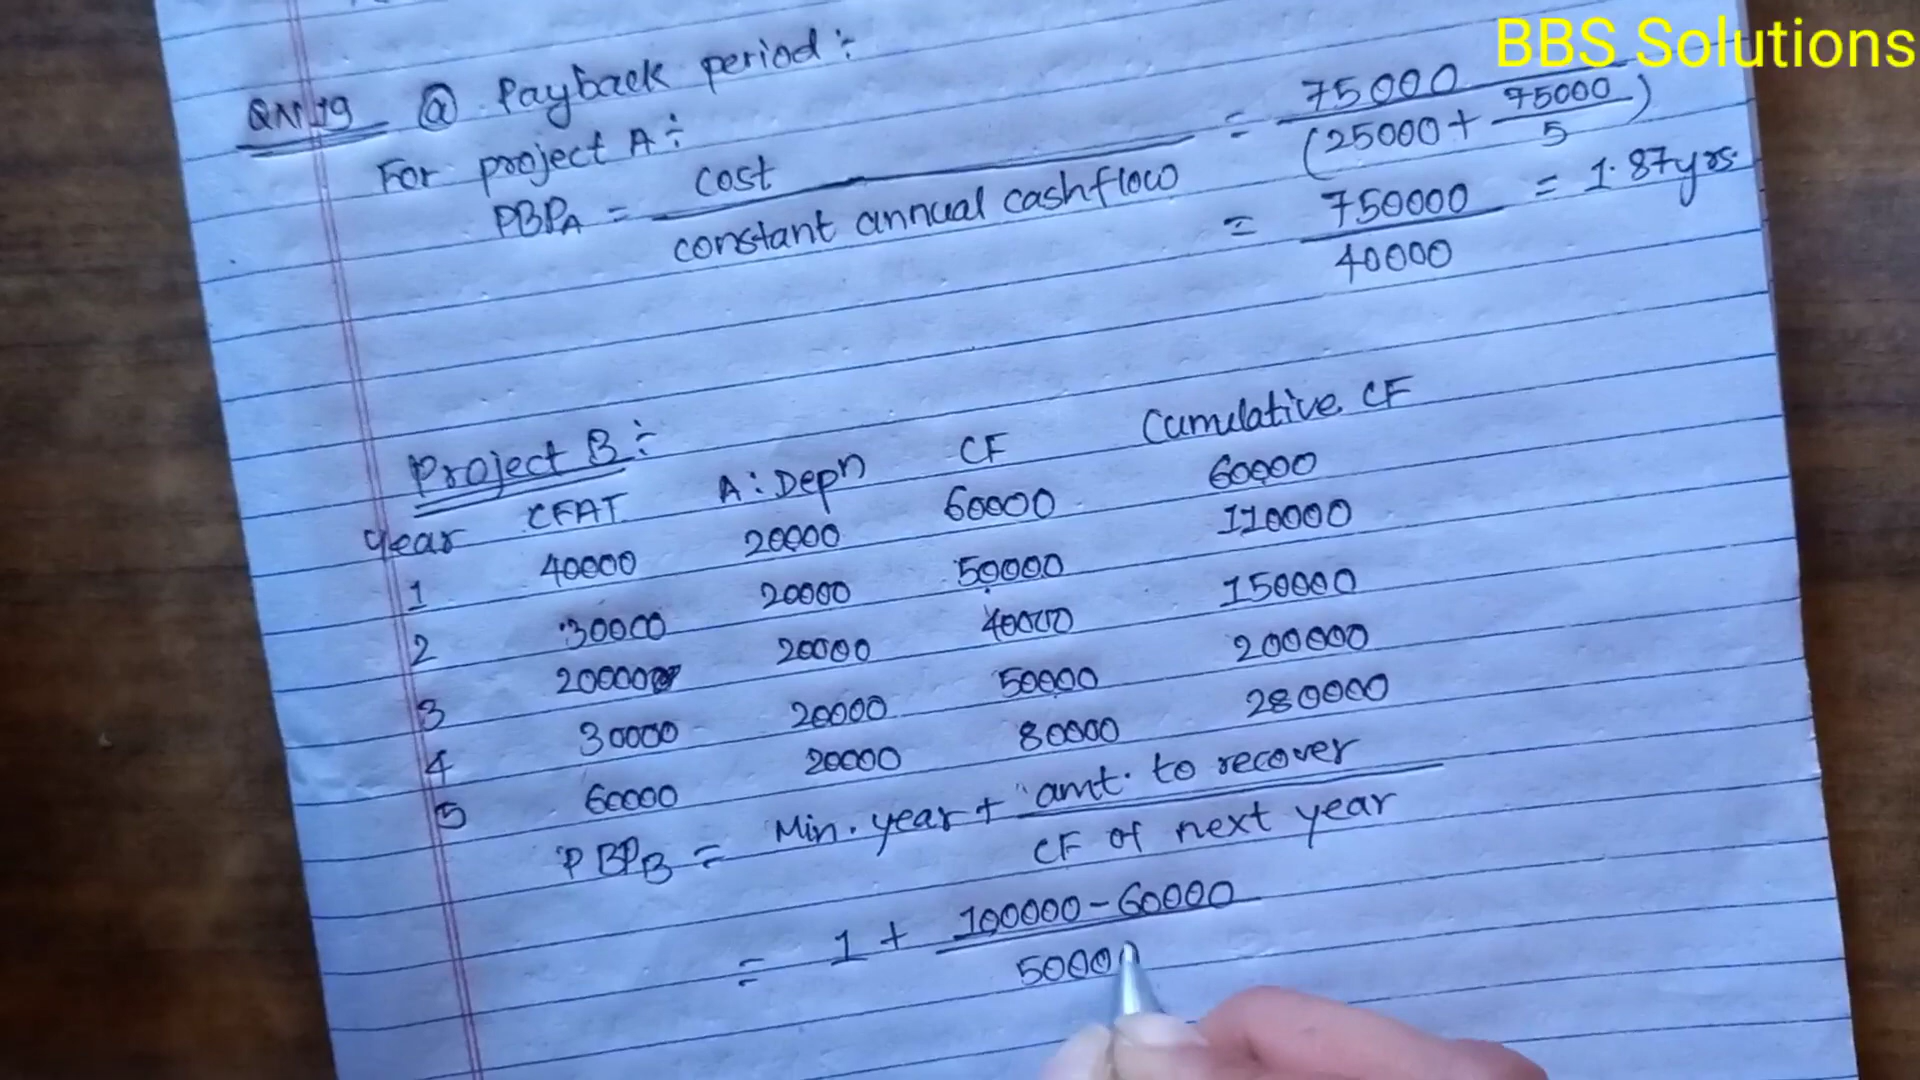 BBS Solutions
QN 19 @ Payback period ÷
For project A ÷
PBPA = cost / constant annual cashflow = 75000 / (25000 + 75000 / 5)
= 750000 / 40000 = 1.87yrs
Project B ÷
year CFAT A:Depn CF Cumulative CF
1 40000 20000 60000 60000
2 30000 20000 50000 110000
3 20000 20000 40000 150000
4 30000 20000 50000 200000
5 60000 20000 80000 280000
PBPB = Min. year + amt. to recover / CF of next year
= 1 + 100000 - 60000 / 50000